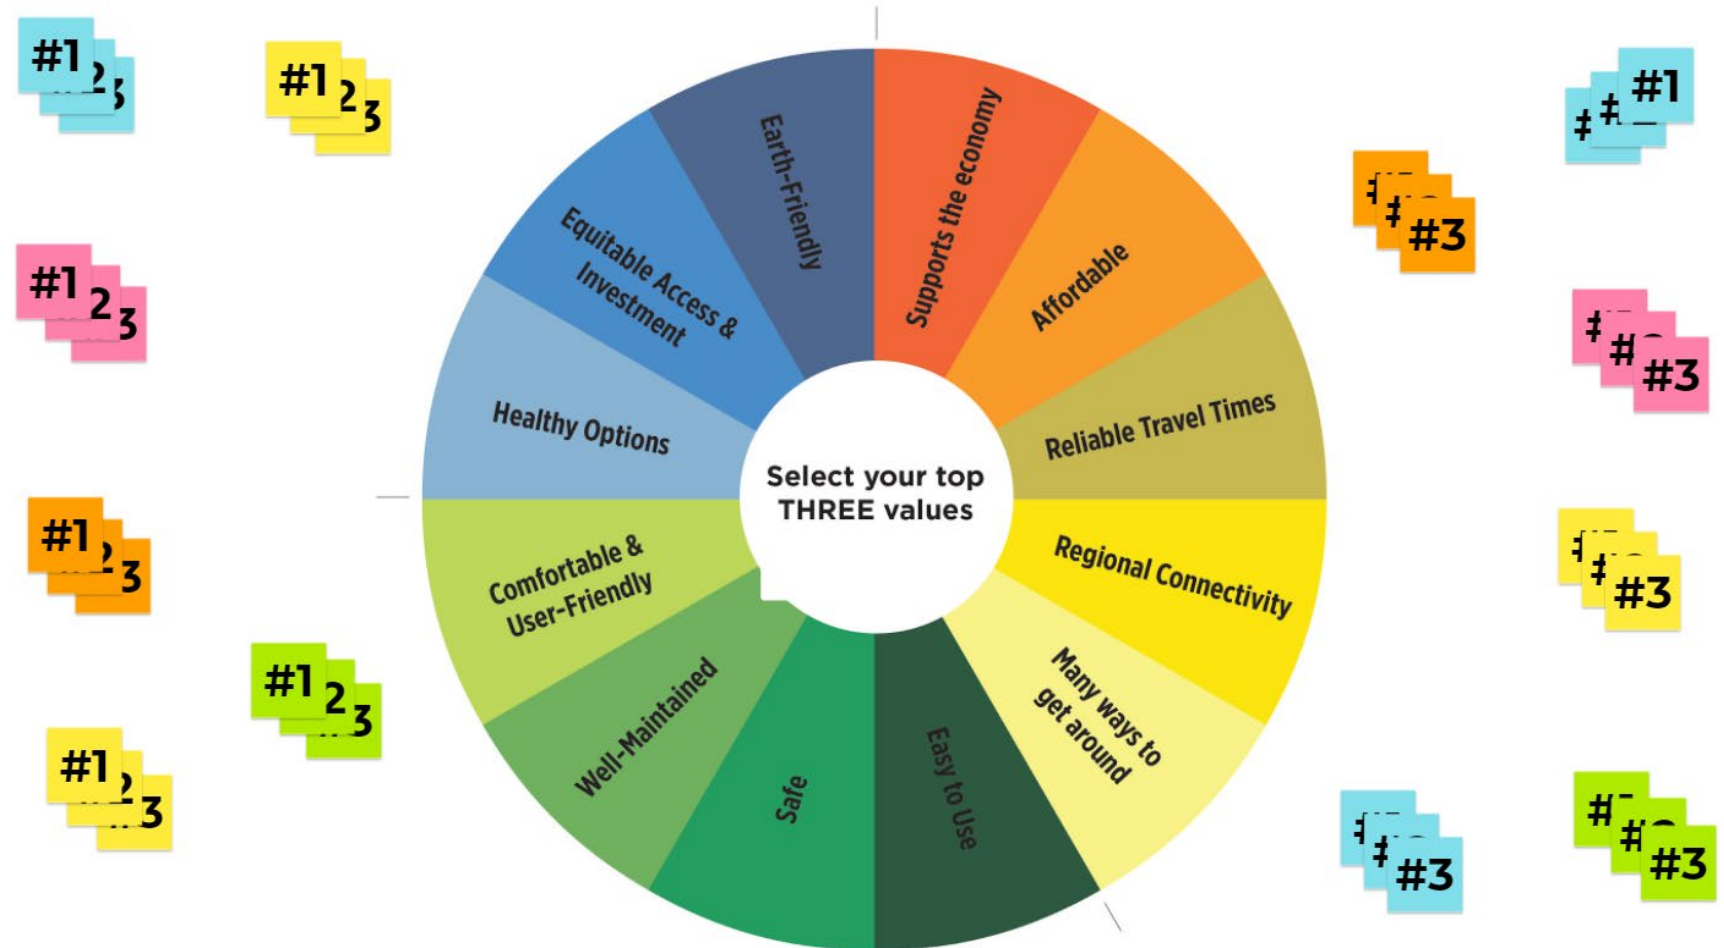 #1
2
3
#1
2
3
#1
2
3
#1
2
3
#1
2
3
#1
2
3
Earth-Friendly
Supports the economy
Affordable
Reliable Travel Times
Regional Connectivity
Many ways to
get around
Easy to Use
Safe
Well-Maintained
Comfortable &
User-Friendly
Healthy Options
Equitable Access &
Investment
Select your top
THREE values
#1
#
#
#3
#
#3
#
#3
#
#3
#
#3
#
#3